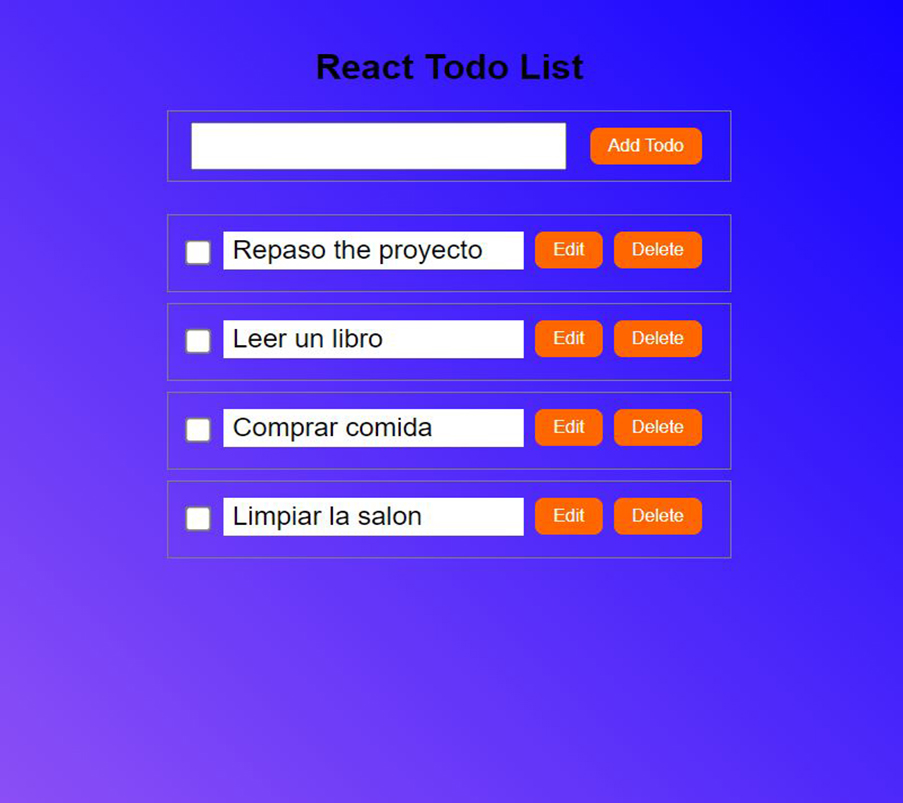 React Todo List
Add Todo
Repaso the proyecto Edit Delete
Leer un libro Edit Delete
Comprar comida Edit Delete
Limpiar la salon Edit Delete